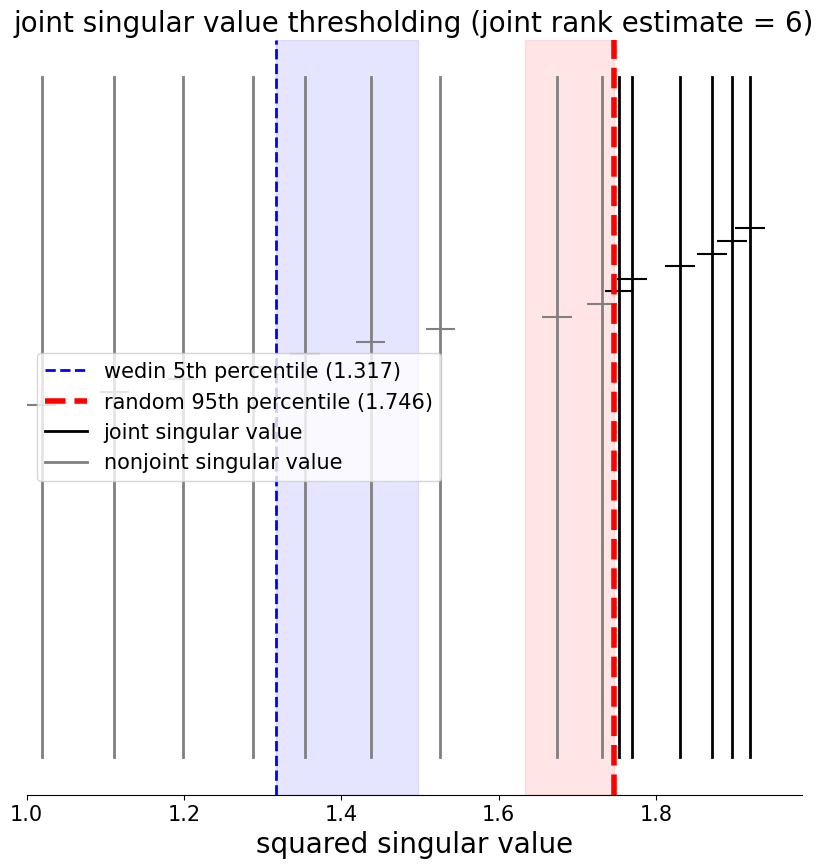 joint singular value thresholding (joint rank estimate = 6)
wedin 5th percentile (1.317)
random 95th percentile (1.746)
joint singular value
nonjoint singular value
1.0 1.2 1.4 1.6 1.8
squared singular value